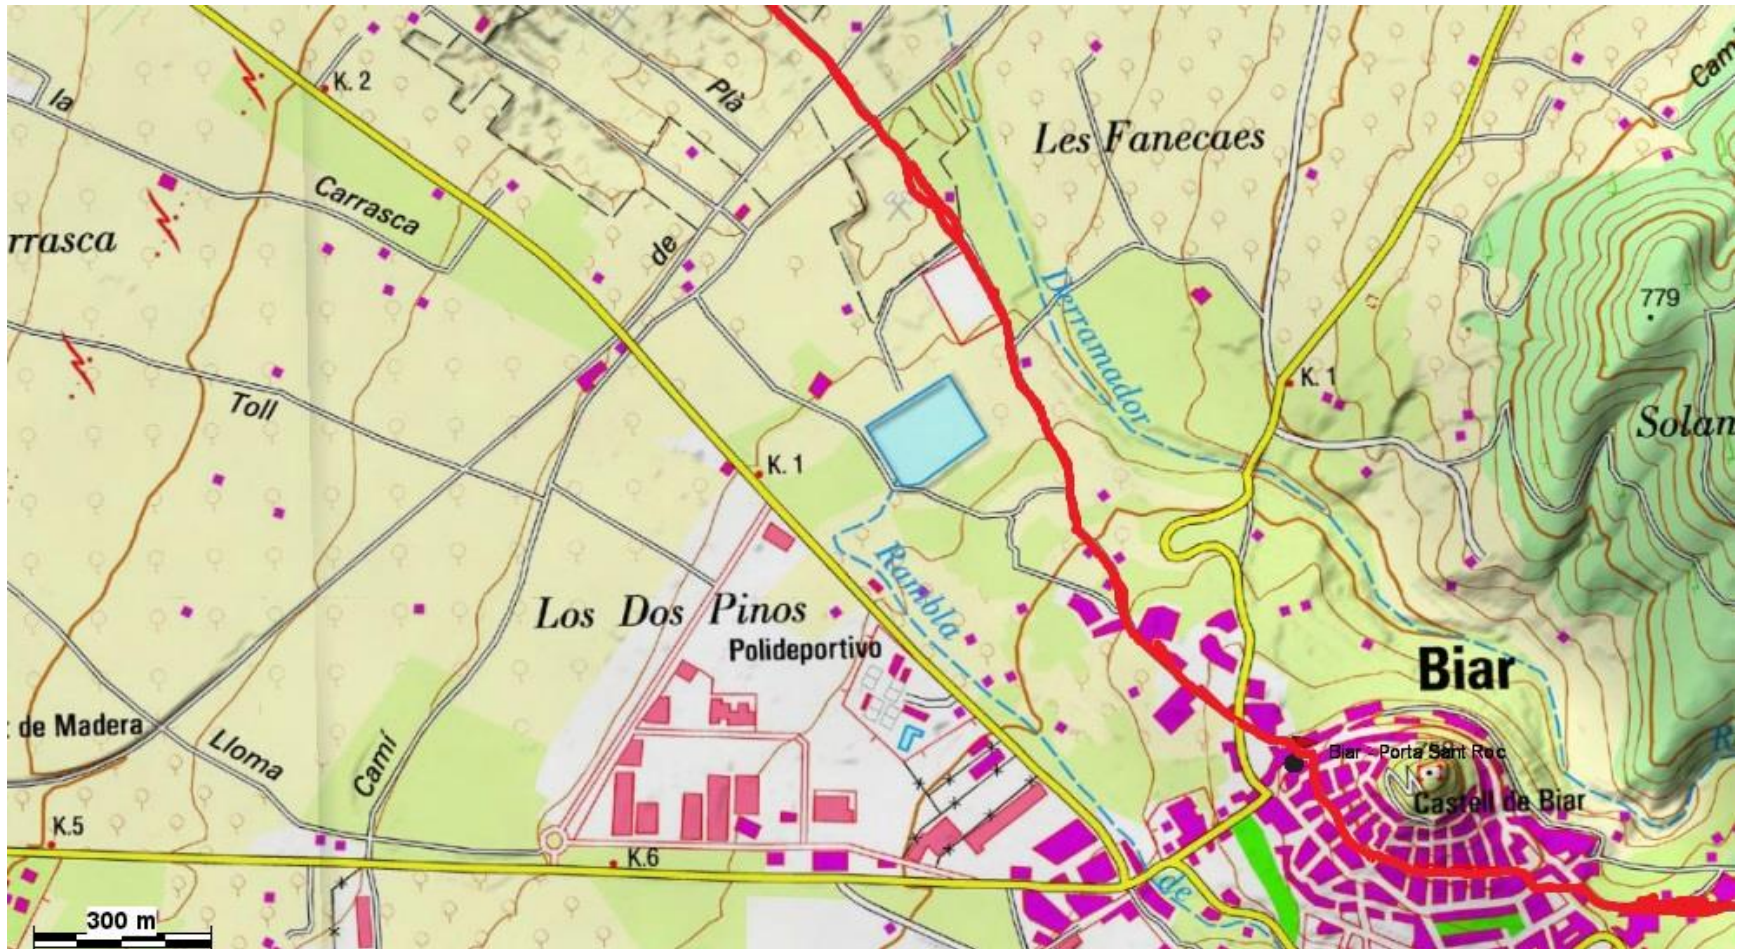 K. 2
la
Plà
Les Fanecaes
Carrasca
rrasca
de
Derramador
779
K. 1
Toll
Solan
K. 1
Rambla
Los Dos Pinos
Polideportivo
Biar
de Madera
Lloma
Camí
Biar - Porta Sant Roc
Castell de Biar
K.5
K.6
de
300 m